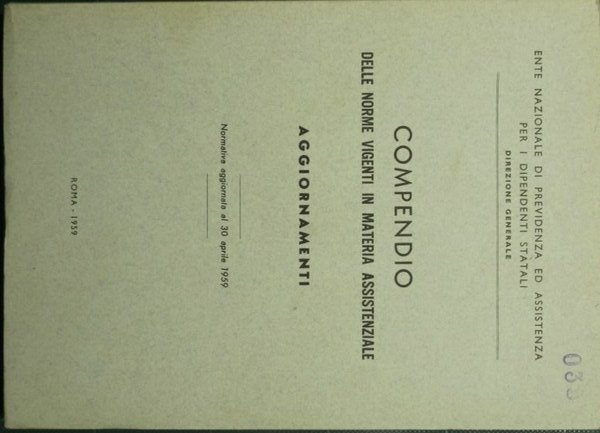 ENTE NAZIONALE DI PREVIDENZA ED ASSISTENZA
PER I DIPENDENTI STATALI
DIREZIONE GENERALE
COMPENDIO
DELLE NORME VIGENTI IN MATERIA ASSISTENZIALE
AGGIORNAMENTI
Normativa aggiornata al 30 aprile 1959
ROMA - 1959